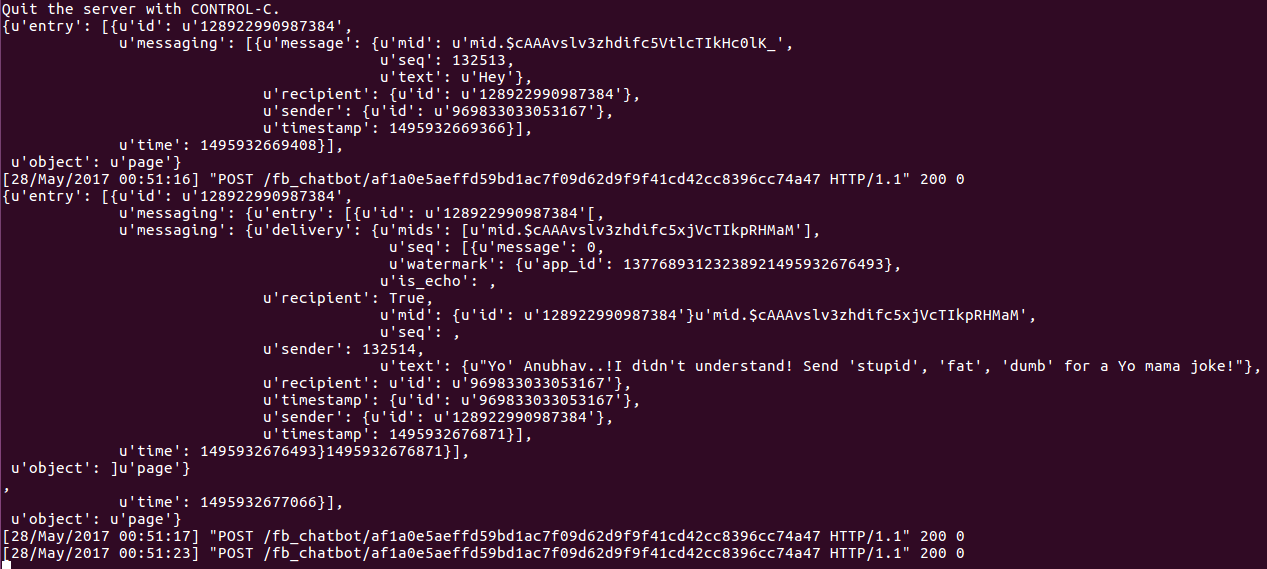 Quit the server with CONTROL-C.
{u'entry': [{u'id': u'128922990987384',
u'messaging': [{u'message': {u'mid': u'mid.$cAAAvslv3zhdifc5VtlcTIkHc0lK_',
u'seq': 132513,
u'text': u'Hey'},
u'recipient': {u'id': u'128922990987384'},
u'sender': {u'id': u'969833033053167'},
u'timestamp': 1495932669366}],
u'time': 1495932669408}],
u'object': u'page'}
[28/May/2017 00:51:16] "POST /fb_chatbot/af1a0e5aeffd59bd1ac7f09d62d9f9f41cd42cc8396cc74a47 HTTP/1.1" 200 0
{u'entry': [{u'id': u'128922990987384',
u'messaging': {u'entry': [{u'id': u'128922990987384'[,
u'messaging': {u'delivery': {u'mids': [u'mid.$cAAAvslv3zhdifc5xjVcTIkpRHMaM'],
u'seq': [{u'message': 0,
u'watermark': {u'app_id': 13776893123238921495932676493},
u'is_echo': ,
u'recipient': True,
u'mid': {u'id': u'128922990987384'}u'mid.$cAAAvslv3zhdifc5xjVcTIkpRHMaM',
u'seq': ,
u'sender': 132514,
u'text': {u"Yo' Anubhav..!I didn't understand! Send 'stupid', 'fat', 'dumb' for a Yo mama joke!"},
u'recipient': u'id': u'969833033053167'},
u'timestamp': {u'id': u'969833033053167'},
u'sender': {u'id': u'128922990987384'},
u'timestamp': 1495932676871}],
u'time': 1495932676493}1495932676871}],
u'object': ]u'page'}
,
u'time': 1495932677066}],
u'object': u'page'}
[28/May/2017 00:51:17] "POST /fb_chatbot/af1a0e5aeffd59bd1ac7f09d62d9f9f41cd42cc8396cc74a47 HTTP/1.1" 200 0
[28/May/2017 00:51:23] "POST /fb_chatbot/af1a0e5aeffd59bd1ac7f09d62d9f9f41cd42cc8396cc74a47 HTTP/1.1" 200 0